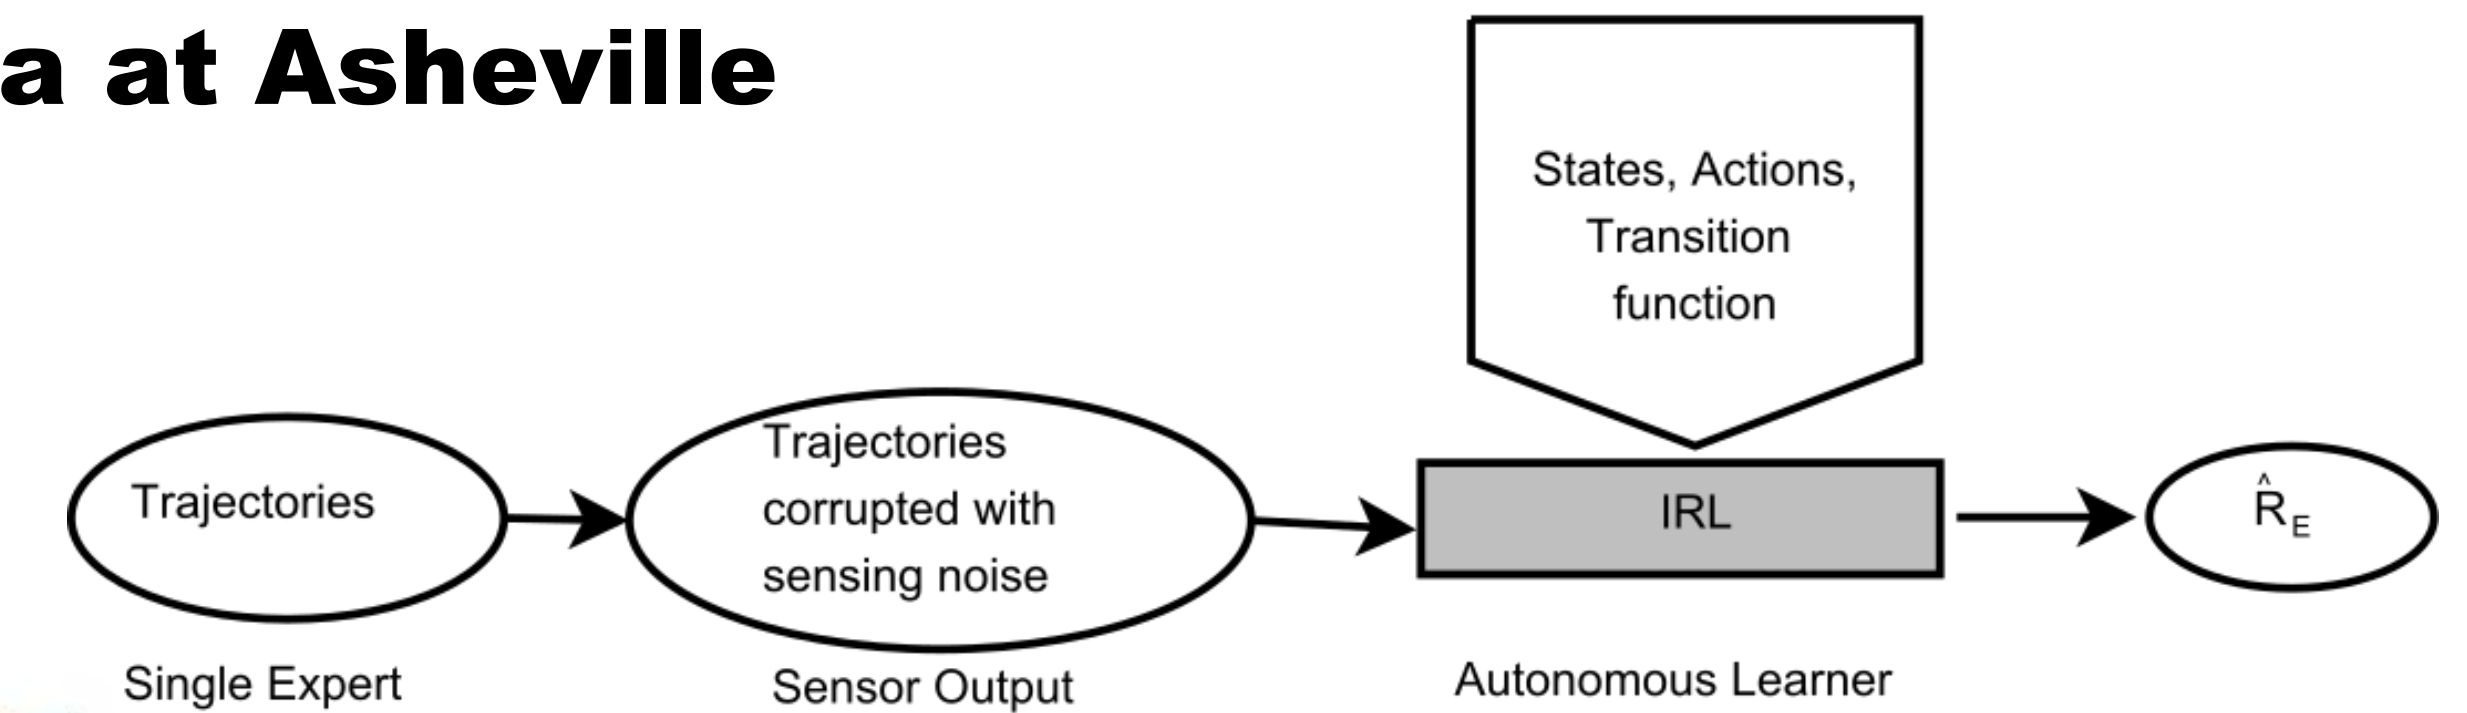 a at Asheville
States, Actions,
Transition
function
Trajectories
Trajectories
corrupted with
sensing noise
IRL
R̂ E
Single Expert
Sensor Output
Autonomous Learner